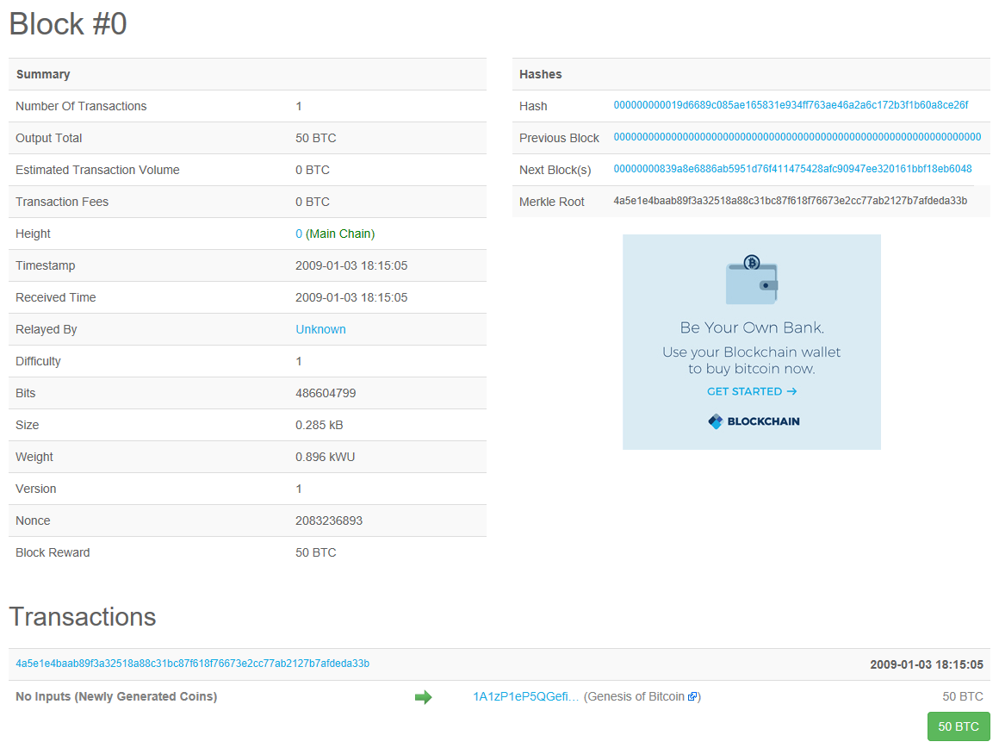 Block #0
Summary
Number Of Transactions 1
Output Total 50 BTC
Estimated Transaction Volume 0 BTC
Transaction Fees 0 BTC
Height 0 (Main Chain)
Timestamp 2009-01-03 18:15:05
Received Time 2009-01-03 18:15:05
Relayed By Unknown
Difficulty 1
Bits 486604799
Size 0.285 kB
Weight 0.896 kWU
Version 1
Nonce 2083236893
Block Reward 50 BTC
Hashes
Hash 000000000019d6689c085ae165831e934ff763ae46a2a6c172b3f1b60a8ce26f
Previous Block 0000000000000000000000000000000000000000000000000000000000000000
Next Block(s) 00000000839a8e6886ab5951d76f411475428afc90947ee320161bbf18eb6048
Merkle Root 4a5e1e4baab89f3a32518a88c31bc87f618f76673e2cc77ab2127b7afdeda33b
Be Your Own Bank.
Use your Blockchain wallet
to buy bitcoin now.
GET STARTED →
BLOCKCHAIN
Transactions
4a5e1e4baab89f3a32518a88c31bc87f618f76673e2cc77ab2127b7afdeda33b 2009-01-03 18:15:05
No Inputs (Newly Generated Coins) 1A1zP1eP5QGefi... (Genesis of Bitcoin) 50 BTC
50 BTC